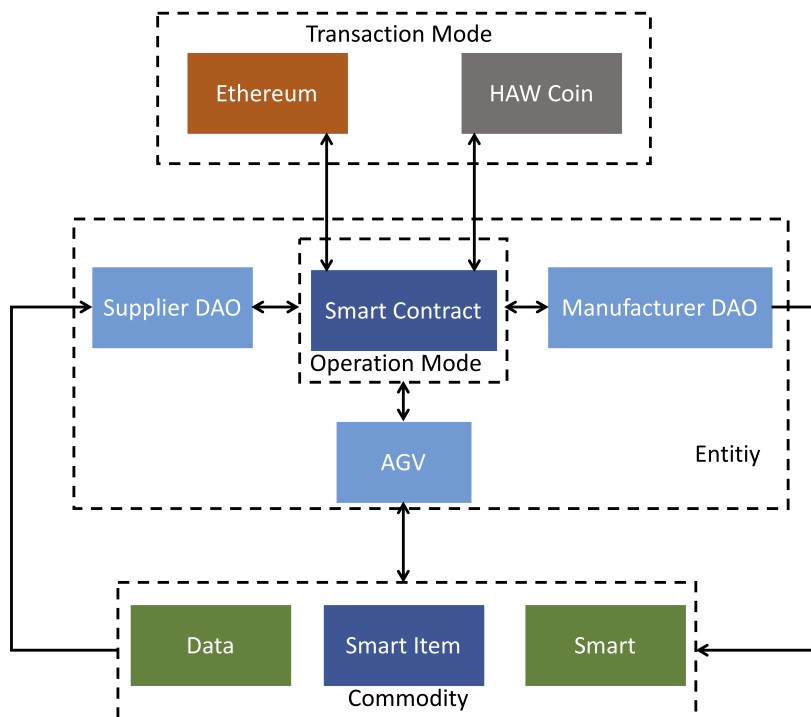 Transaction Mode
Ethereum
HAW Coin
Supplier DAO
Smart Contract
Manufacturer DAO
Operation Mode
AGV
Entitiy
Data
Smart Item
Smart
Commodity